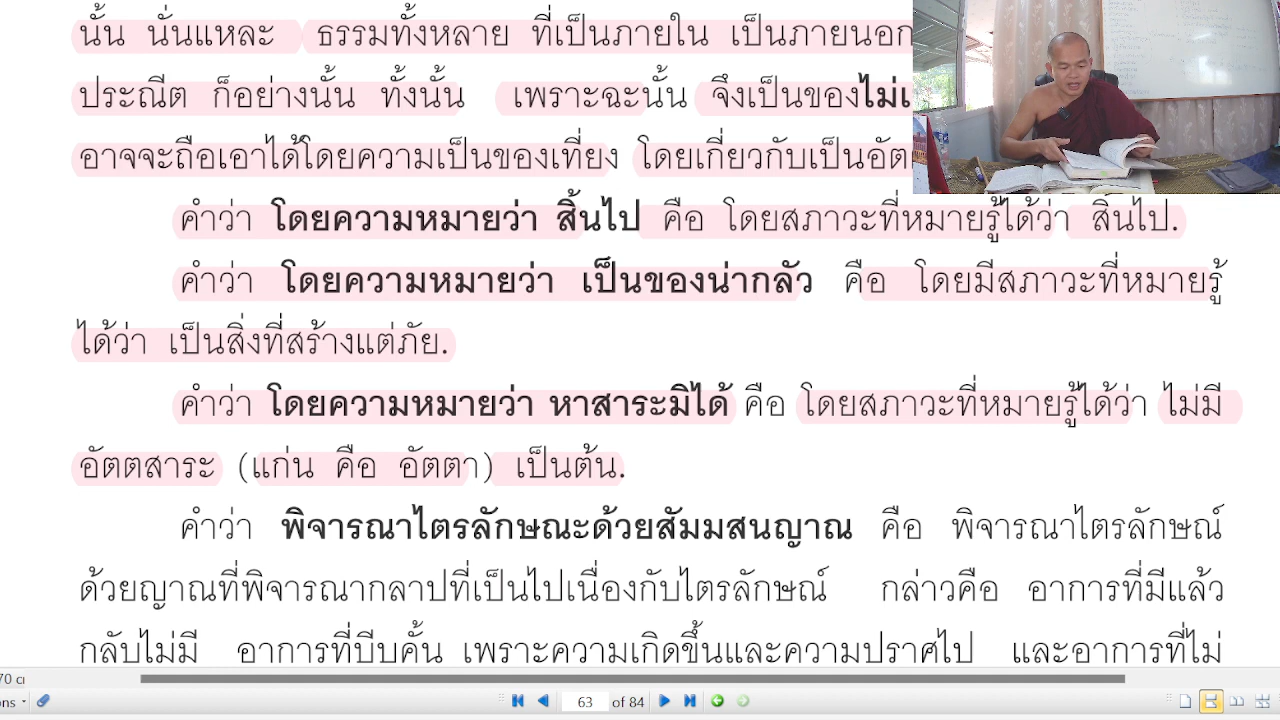 นั้น นั่นแหละ ธรรมทั้งหลาย ที่เป็นภายใน เป็นภายนอก
ประณีต ก็อย่างนั้น ทั้งนั้น เพราะฉะนั้น จึงเป็นของไม่เ
อาจจะถือเอาได้โดยความเป็นของเที่ยง โดยเกี่ยวกับเป็นอัต
คำว่า โดยความหมายว่า สิ้นไป คือ โดยสภาวะที่หมายรู้ได้ว่า สิ้นไป.
คำว่า โดยความหมายว่า เป็นของน่ากลัว คือ โดยมีสภาวะที่หมายรู้
ได้ว่า เป็นสิ่งที่สร้างแต่ภัย.
คำว่า โดยความหมายว่า หาสาระมิได้ คือ โดยสภาวะที่หมายรู้ได้ว่า ไม่มี
อัตตสาระ (แก่น คือ อัตตา) เป็นต้น.
คำว่า พิจารณาไตรลักษณะด้วยสัมมสนญาณ คือ พิจารณาไตรลักษณ์
ด้วยญาณที่พิจารณากลาปที่เป็นไปเนื่องกับไตรลักษณ์ กล่าวคือ อาการที่มีแล้ว
กลับไม่มี อาการที่บีบคั้น เพราะความเกิดขึ้นและความปราศไป และอาการที่ไม่
63 of 84